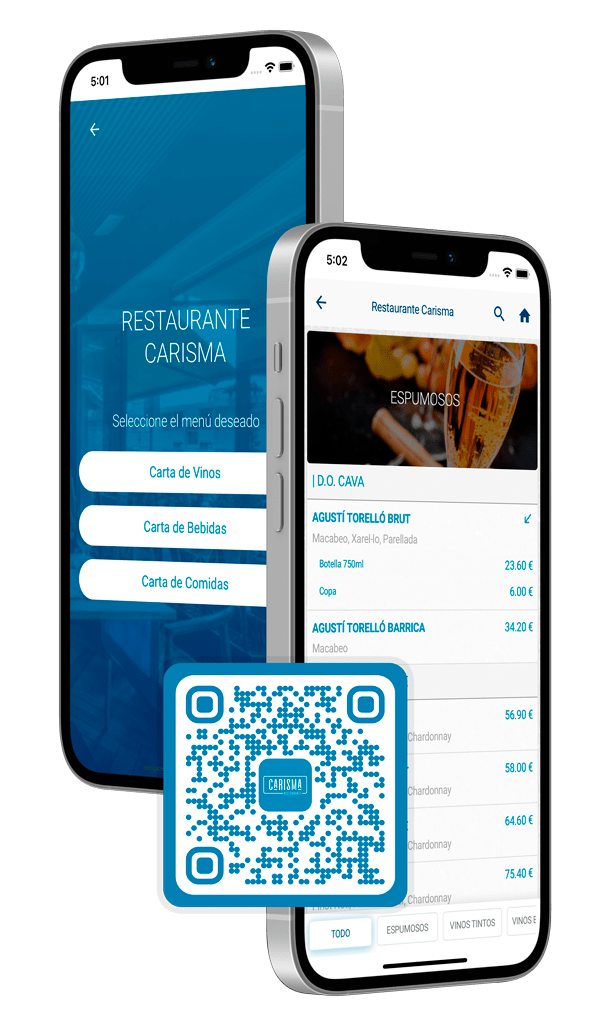 5:01
RESTAURANTE
CARISMA
Seleccione el menú deseado
Carta de Vinos
Carta de Bebidas
Carta de Comidas
5:02
Restaurante Carisma
ESPUMOSOS
| D.O. CAVA
AGUSTÍ TORELLÓ BRUT
Macabeo, Xarel-lo, Parellada
Botella 750ml 23.60 €
Copa 6.00 €
AGUSTÍ TORELLÓ BARRICA 34.20 €
Macabeo
56.90 €
Chardonnay
58.00 €
Chardonnay
64.60 €
Chardonnay
75.40 €
, Chardonnay
TODO
ESPUMOSOS
VINOS TINTOS
VINOS
CARISMA